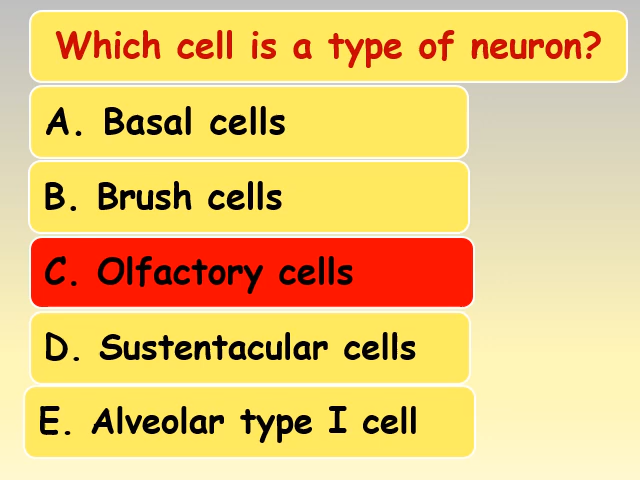 Which cell is a type of neuron?
A. Basal cells
B. Brush cells
C. Olfactory cells
D. Sustentacular cells
E. Alveolar type I cell